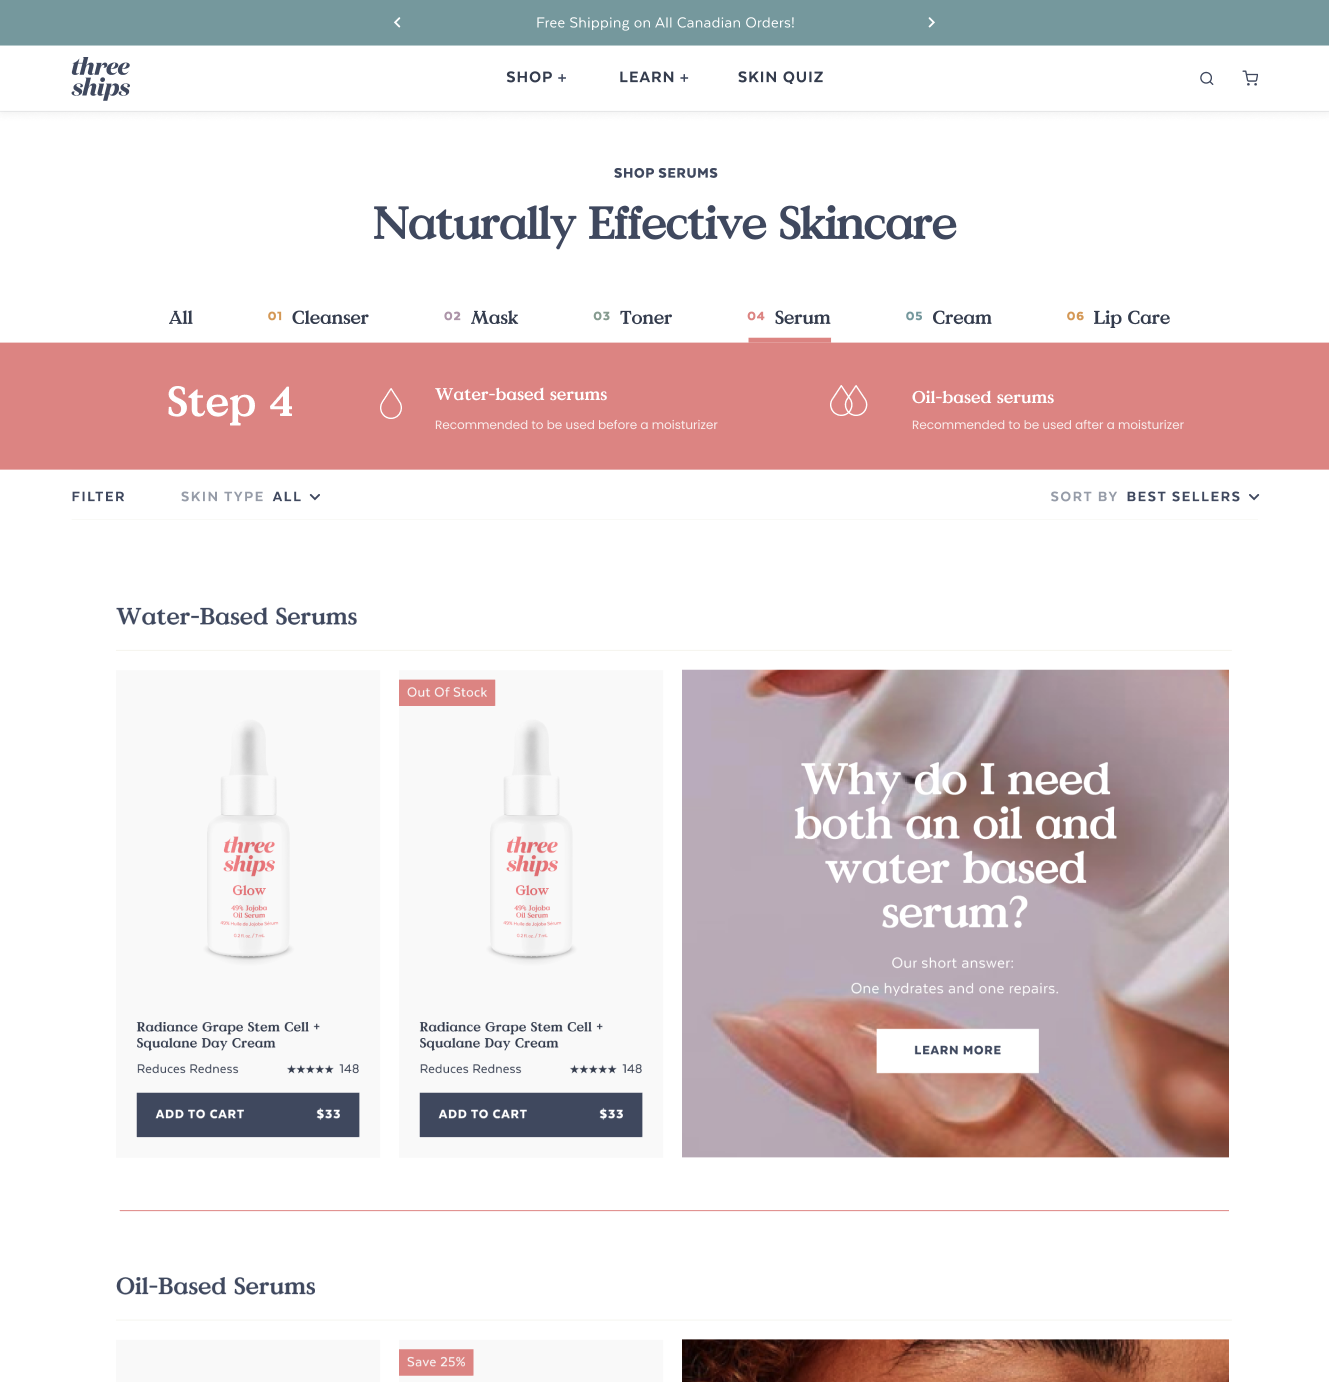 Free Shipping on All Canadian Orders!
three
ships
SHOP +
LEARN +
SKIN QUIZ
SHOP SERUMS
Naturally Effective Skincare
All
01 Cleanser
02 Mask
03 Toner
04 Serum
05 Cream
06 Lip Care
Step 4
Water-based serums
Recommended to be used before a moisturizer
Oil-based serums
Recommended to be used after a moisturizer
FILTER
SKIN TYPE ALL
SORT BY BEST SELLERS
Water-Based Serums
three
ships
Glow
49% Jojoba
Oil Serum
Radiance Grape Stem Cell +
Squalane Day Cream
Reduces Redness
★★★★★ 148
ADD TO CART $33
Out Of Stock
three
ships
Glow
49% Jojoba
Oil Serum
Radiance Grape Stem Cell +
Squalane Day Cream
Reduces Redness
★★★★★ 148
ADD TO CART $33
Why do I need
both an oil and
water based
serum?
Our short answer:
One hydrates and one repairs.
LEARN MORE
Oil-Based Serums
Save 25%